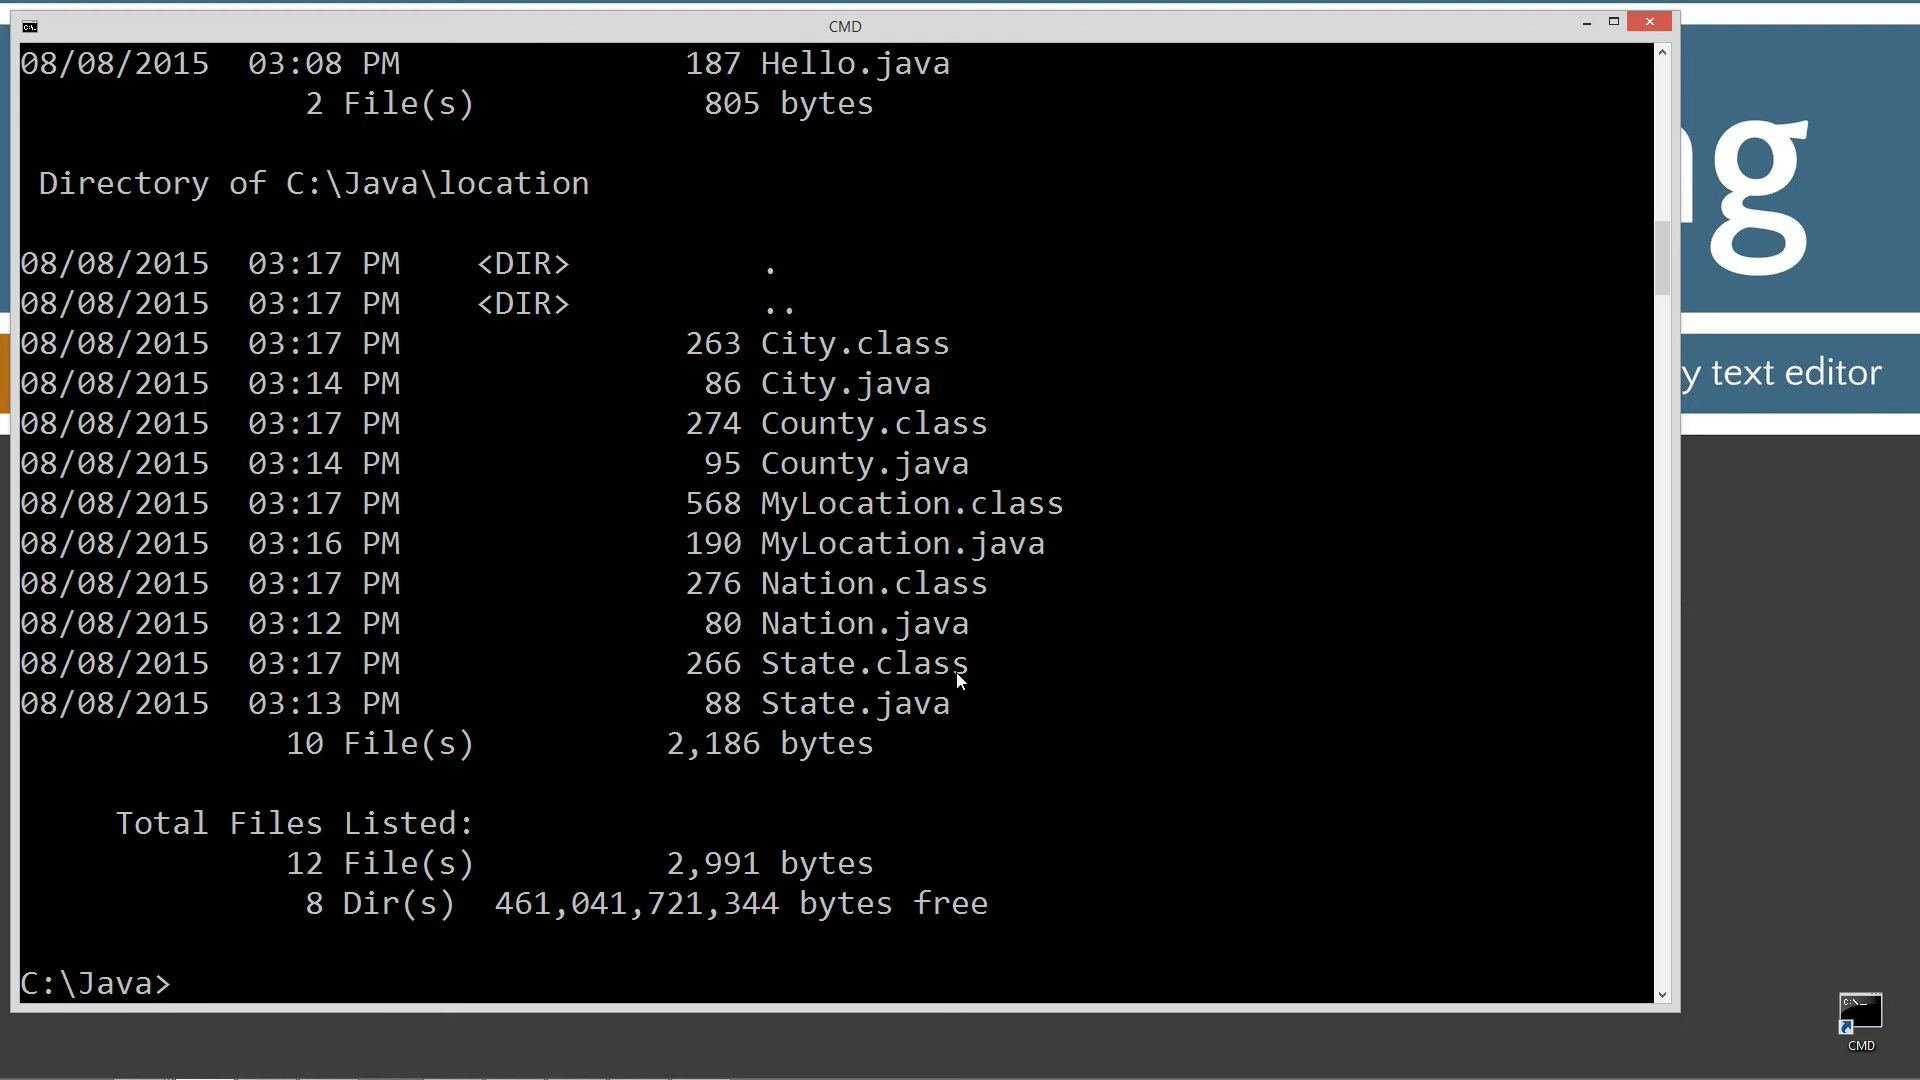 CMD
08/08/2015  03:08 PM               187 Hello.java
               2 File(s)            805 bytes
 Directory of C:\Java\location
08/08/2015  03:17 PM    <DIR>          .
08/08/2015  03:17 PM    <DIR>          ..
08/08/2015  03:17 PM               263 City.class
08/08/2015  03:14 PM                86 City.java
08/08/2015  03:17 PM               274 County.class
08/08/2015  03:14 PM                95 County.java
08/08/2015  03:17 PM               568 MyLocation.class
08/08/2015  03:16 PM               190 MyLocation.java
08/08/2015  03:17 PM               276 Nation.class
08/08/2015  03:12 PM                80 Nation.java
08/08/2015  03:17 PM               266 State.class
08/08/2015  03:13 PM                88 State.java
              10 File(s)          2,186 bytes
     Total Files Listed:
              12 File(s)          2,991 bytes
               8 Dir(s)  461,041,721,344 bytes free
C:\Java>
g
y text editor
CMD